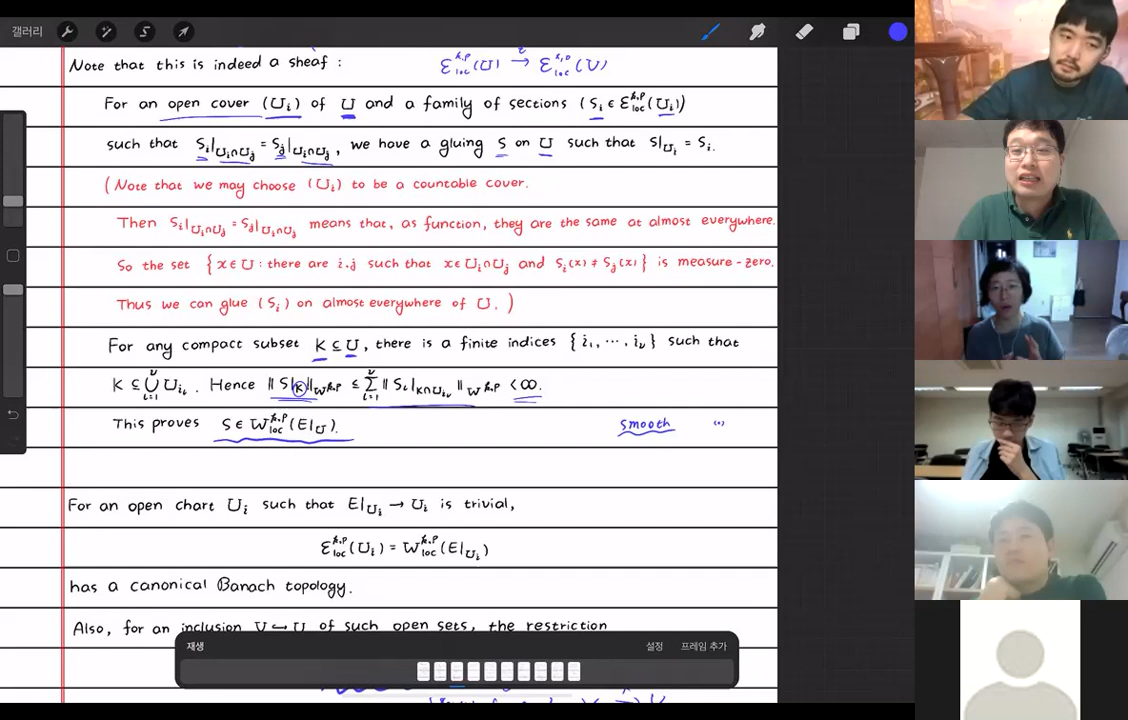 갤러리
Note that this is indeed a sheaf : ℰ^{k,p}_{loc}(U) → ℰ^{k,p}_{loc}(V)
For an open cover (U_i) of U and a family of sections (S_i ∈ ℰ^{k,p}_{loc}(U_i))
such that S_i|_{U_i∩U_j} = S_j|_{U_i∩U_j}, we have a gluing S on U such that S|_{U_i} = S_i.
(Note that we may choose (U_i) to be a countable cover.
Then S_i|_{U_i∩U_j} = S_j|_{U_i∩U_j} means that, as function, they are the same at almost everywhere.
So the set {x ∈ U : there are i.j such that x ∈ U_i∩U_j and S_i(x) ≠ S_j(x)} is measure-zero.
Thus we can glue (S_i) on almost everywhere of U.)
For any compact subset K ⊆ U, there is a finite indices {i_1, ⋯, i_ν} such that
K ⊆ ⋃_{l=1}^{ν} U_{i_l}. Hence ‖S|_K‖_{W^{k,p}} ≤ Σ_{l=1}^{ν} ‖S_i|_{K∩U_{i_l}}‖_{W^{k,p}} < ∞.
This proves S ∈ W^{k,p}_{loc}(E|_U). smooth
For an open chart U_i such that E|_{U_i} → U_i is trivial,
ℰ^{k,p}_{loc}(U_i) = W^{k,p}_{loc}(E|_{U_i})
has a canonical Banach topology.
Also, for an inclusion V ↪ U of such open sets, the restriction
재생 설정 프레임 추가